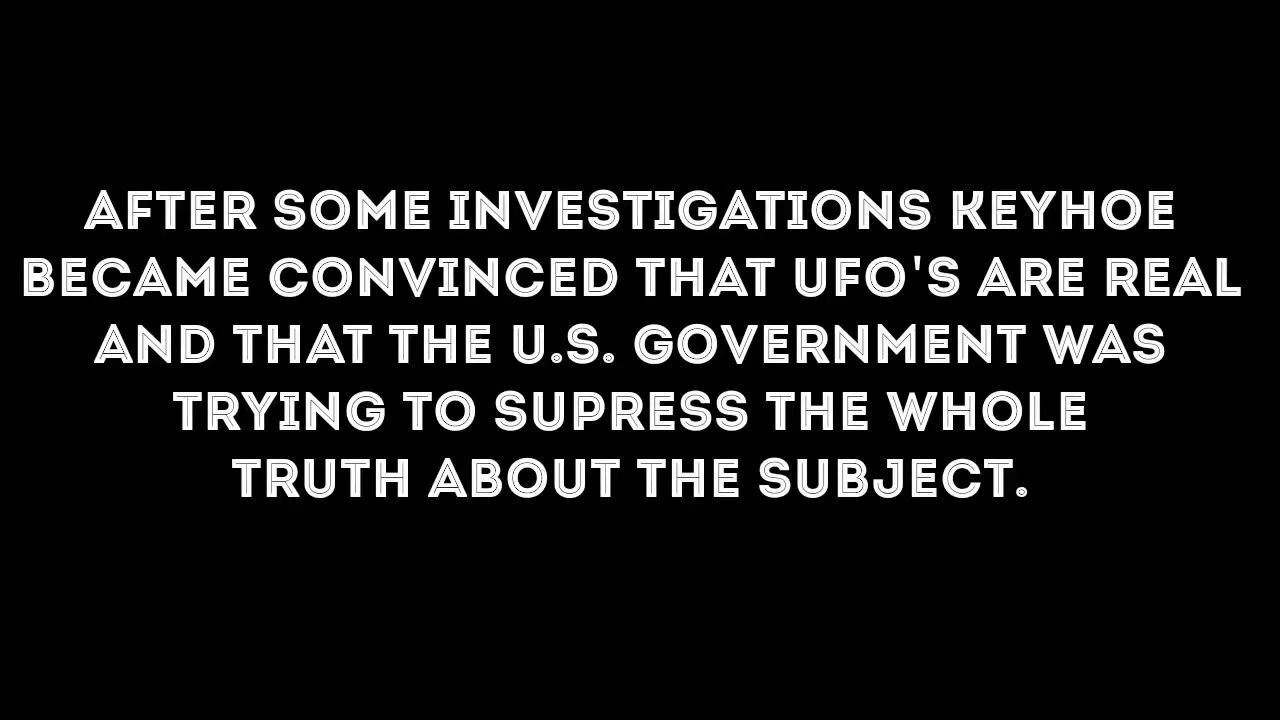 AFTER SOME INVESTIGATIONS KEYHOE
BECAME CONVINCED THAT UFO'S ARE REAL
AND THAT THE U.S. GOVERNMENT WAS
TRYING TO SUPRESS THE WHOLE
TRUTH ABOUT THE SUBJECT.